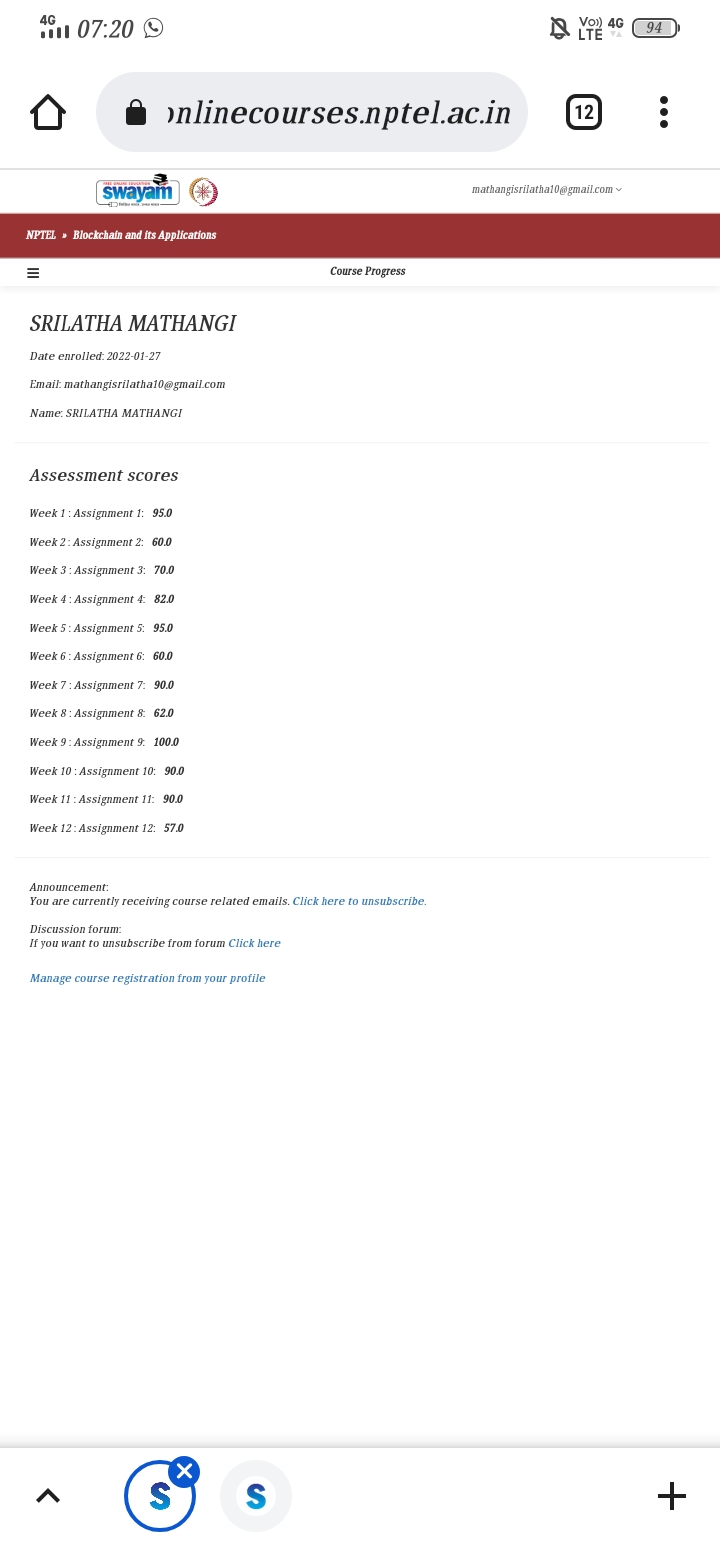 4G 07:20 Vo)) LTE 4G 94
onlinecourses.nptel.ac.in 12
FREE ONLINE EDUCATION
swayam
mathangisrilatha10@gmail.com
NPTEL » Blockchain and its Applications
Course Progress
SRILATHA MATHANGI
Date enrolled: 2022-01-27
Email: mathangisrilatha10@gmail.com
Name: SRILATHA MATHANGI
Assessment scores
Week 1 : Assignment 1: 95.0
Week 2 : Assignment 2: 60.0
Week 3 : Assignment 3: 70.0
Week 4 : Assignment 4: 82.0
Week 5 : Assignment 5: 95.0
Week 6 : Assignment 6: 60.0
Week 7 : Assignment 7: 90.0
Week 8 : Assignment 8: 62.0
Week 9 : Assignment 9: 100.0
Week 10 : Assignment 10: 90.0
Week 11 : Assignment 11: 90.0
Week 12 : Assignment 12: 57.0
Announcement:
You are currently receiving course related emails. Click here to unsubscribe.
Discussion forum:
If you want to unsubscribe from forum Click here
Manage course registration from your profile
S S